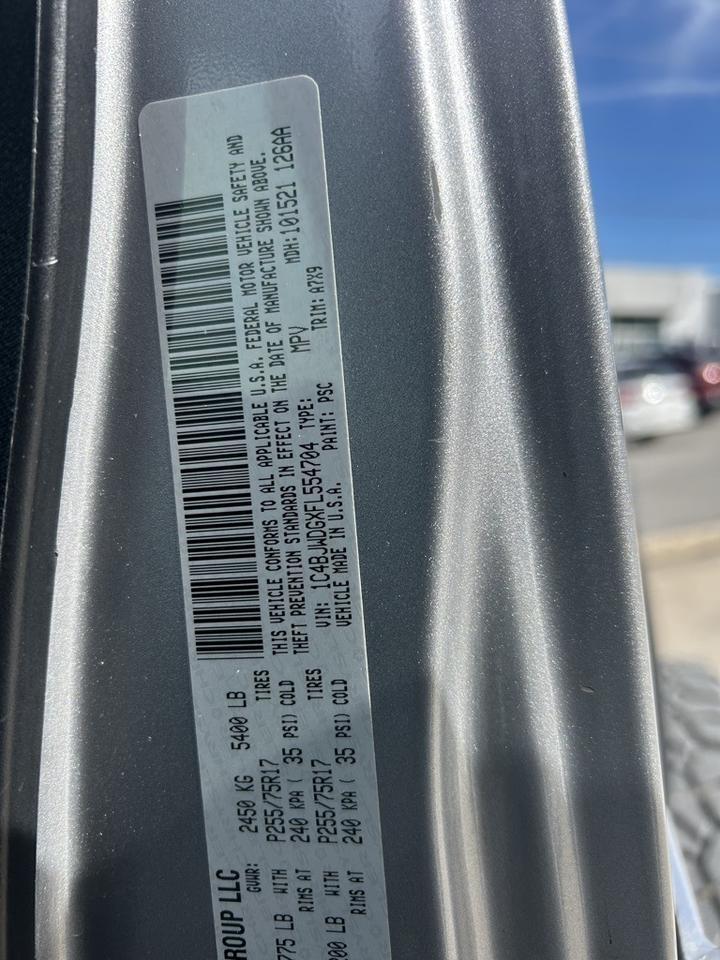 ROUP LLC
GVWR: 2450 KG 5400 LB
775 LB WITH P255/75R17 TIRES
RIMS AT 240 KPA ( 35 PSI) COLD
200 LB WITH P255/75R17 TIRES
RIMS AT 240 KPA ( 35 PSI) COLD
THIS VEHICLE CONFORMS TO ALL APPLICABLE U.S.A. FEDERAL MOTOR VEHICLE SAFETY AND
THEFT PREVENTION STANDARDS IN EFFECT ON THE DATE OF MANUFACTURE SHOWN ABOVE.
VIN: 1C4BJWDGXFL554704 TYPE: MPV MDH:101521 126AA
VEHICLE MADE IN U.S.A. PAINT: PSC TRIM: A7X9